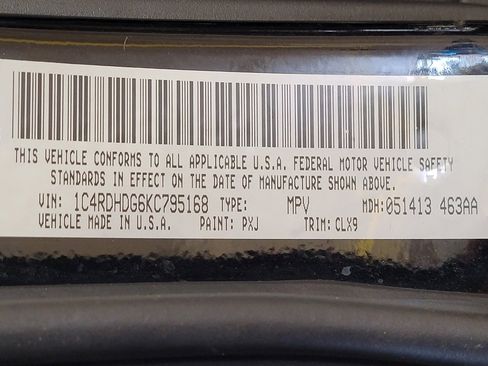 THIS VEHICLE CONFORMS TO ALL APPLICABLE U.S.A. FEDERAL MOTOR VEHICLE SAFETY
STANDARDS IN EFFECT ON THE DATE OF MANUFACTURE SHOWN ABOVE.
VIN: 1C4RDHDG6KC795168 TYPE: MPV MDH:051413 463AA
VEHICLE MADE IN U.S.A. PAINT: PXJ TRIM: CLX9